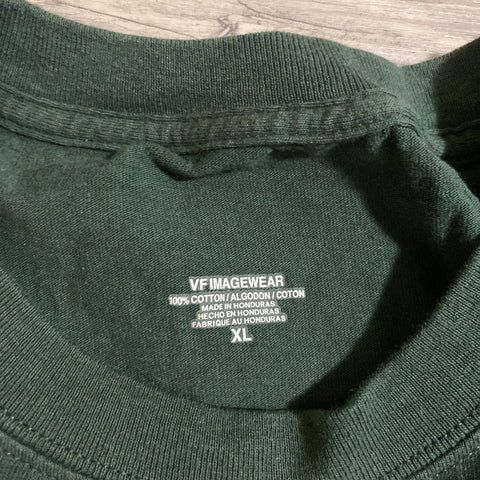 VF IMAGEWEAR
100% COTTON / ALGODON / COTON
MADE IN HONDURAS
HECHO EN HONDURAS
FABRIQUE AU HONDURAS
XL